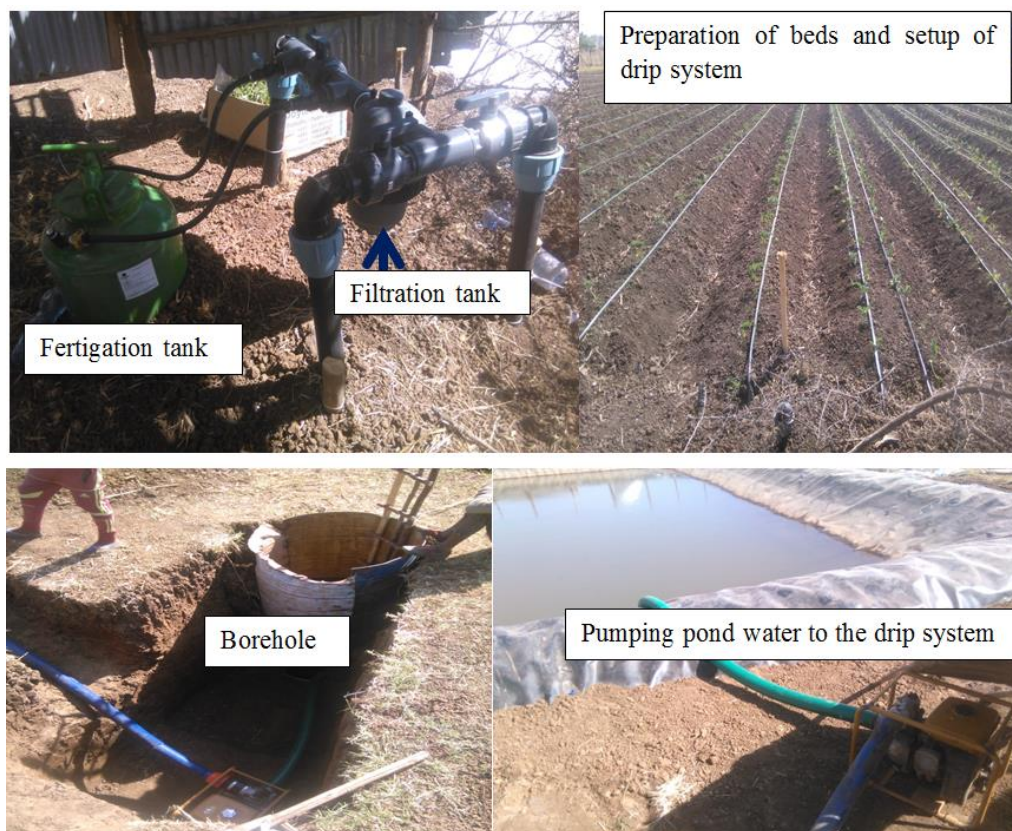 Preparation of beds and setup of
drip system
Filtration tank
Fertigation tank
Borehole
Pumping pond water to the drip system